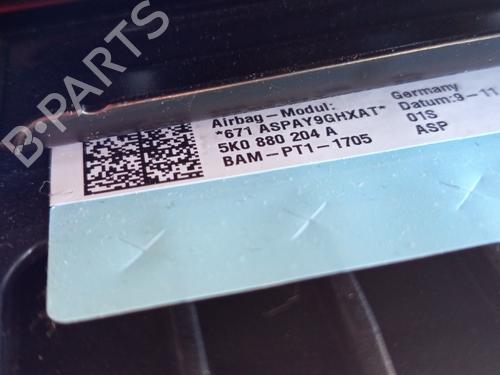 B-PARTS
Airbag-Modul:
*671 ASPAY9GHXAT*
5K0 880 204 A
BAM-PT1-1705
Germany
Datum:9-11
01S
ASP